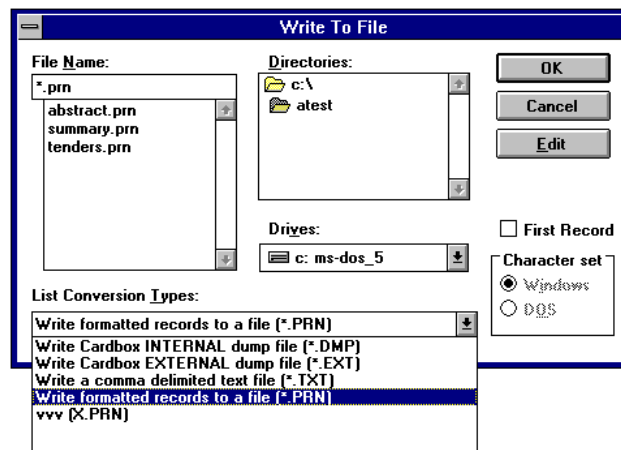 Write To File
File Name:
*.prn
abstract.prn
summary.prn
tenders.prn
Directories:
c:\
atest
OK
Cancel
Edit
Drives:
c: ms-dos_5
First Record
Character set
Windows
DOS
List Conversion Types:
Write formatted records to a file (*.PRN)
Write Cardbox INTERNAL dump file (*.DMP)
Write Cardbox EXTERNAL dump file (*.EXT)
Write a comma delimited text file (*.TXT)
Write formatted records to a file (*.PRN)
vvv (X.PRN)